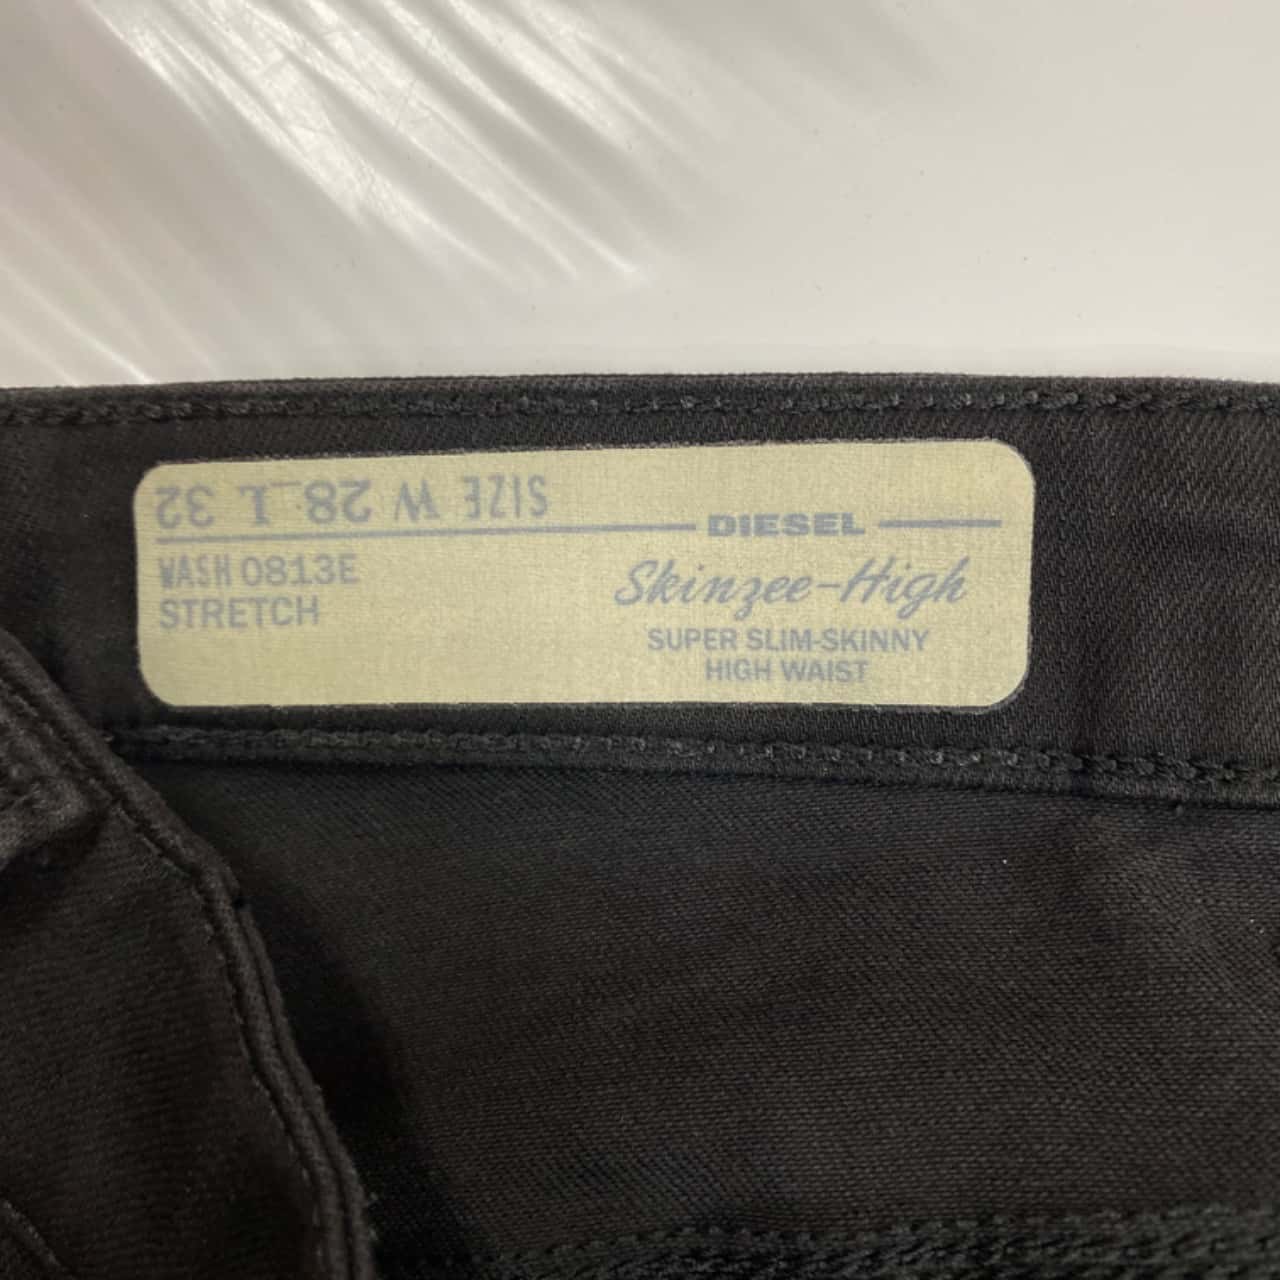 SIZE W 28 L 32
DIESEL
WASH 0813E
STRETCH
Skinzee-High
SUPER SLIM-SKINNY
HIGH WAIST